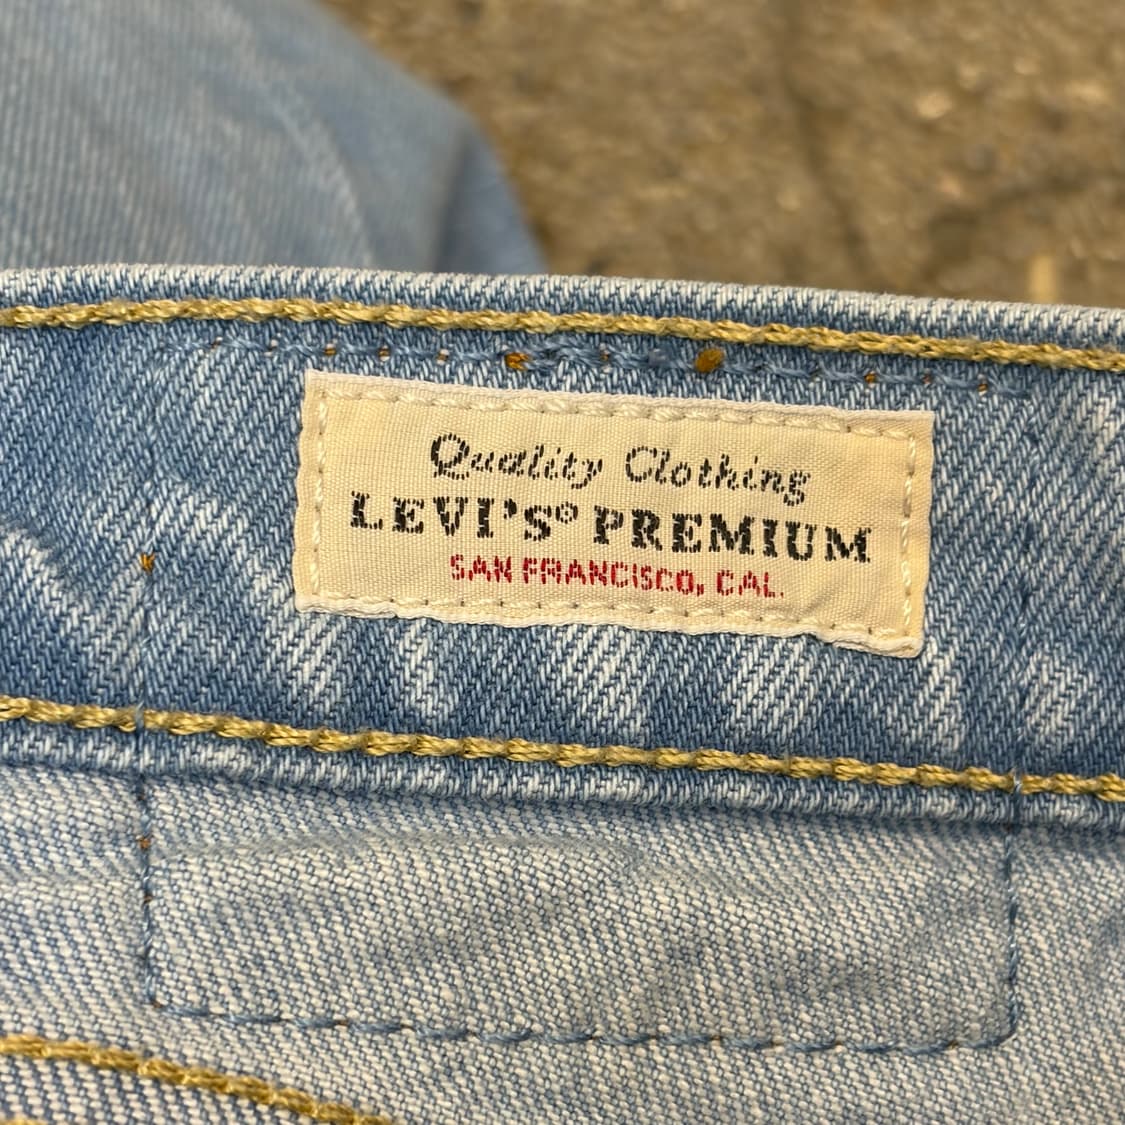 Quality Clothing
LEVI'S® PREMIUM
SAN FRANCISCO, CAL.